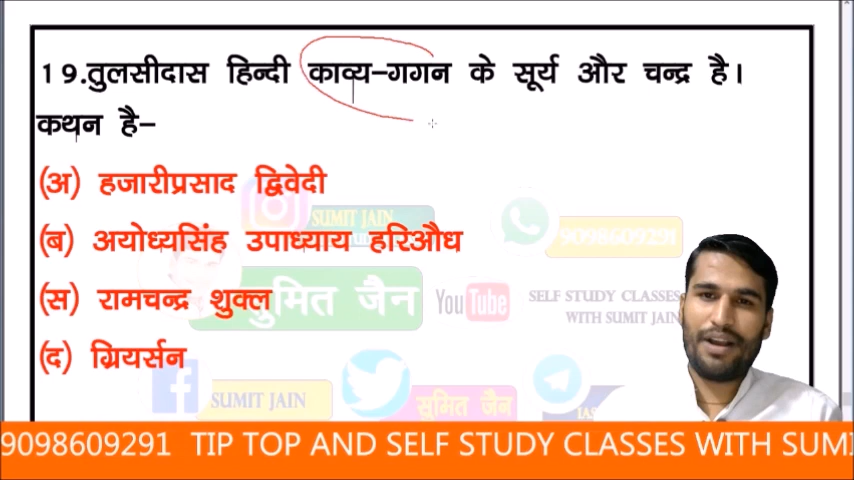 19.तुलसीदास हिन्दी काव्य-गगन के सूर्य और चन्द्र है।
कथन है-
(अ) हजारीप्रसाद द्विवेदी
(ब) अयोध्यसिंह उपाध्याय हरिऔध
(स) रामचन्द्र शुक्ल
(द) ग्रियर्सन
SUMIT JAIN
9098609291
सुमित जैन
YouTube
SELF STUDY CLASSES
WITH SUMIT JAIN
SUMIT JAIN
सुमित जैन
9098609291 TIP TOP AND SELF STUDY CLASSES WITH SUMI